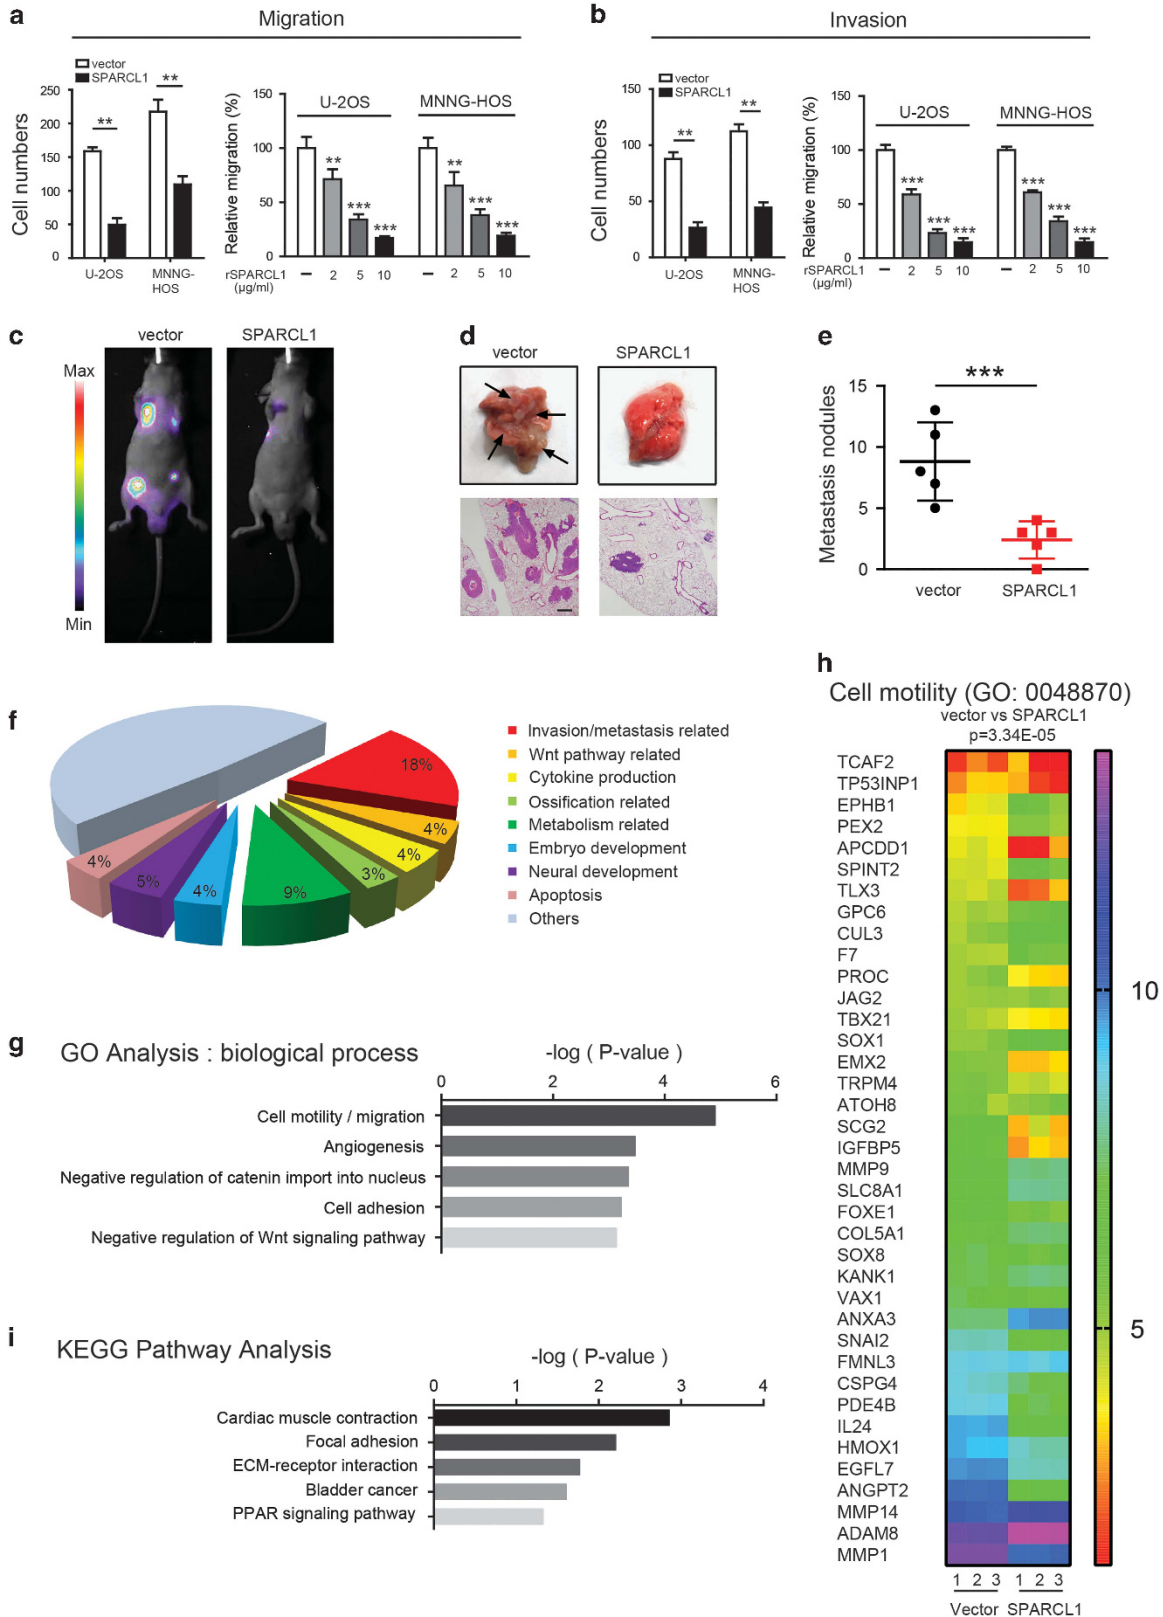 a
Migration
vector
SPARCL1
Cell numbers
250
200
150
100
50
0
**
**
U-2OS
MNNG-
HOS
Relative migration (%)
150
100
50
0
U-2OS
MNNG-HOS
**
***
***
**
***
***
rSPARCL1
(µg/ml)
– 2 5 10
– 2 5 10
b
Invasion
vector
SPARCL1
Cell numbers
150
100
50
0
**
**
U-2OS
MNNG-
HOS
Relative migration (%)
150
100
50
0
U-2OS
MNNG-HOS
***
***
***
***
***
***
rSPARCL1
(µg/ml)
– 2 5 10
– 2 5 10
c
vector
SPARCL1
Max
Min
d
vector
SPARCL1
e
Metastasis nodules
15
10
5
0
***
vector
SPARCL1
f
18%
4%
4%
3%
9%
4%
5%
4%
Invasion/metastasis related
Wnt pathway related
Cytokine production
Ossification related
Metabolism related
Embryo development
Neural development
Apoptosis
Others
g
GO Analysis : biological process
-log ( P-value )
0 2 4 6
Cell motility / migration
Angiogenesis
Negative regulation of catenin import into nucleus
Cell adhesion
Negative regulation of Wnt signaling pathway
i
KEGG Pathway Analysis
-log ( P-value )
0 1 2 3 4
Cardiac muscle contraction
Focal adhesion
ECM-receptor interaction
Bladder cancer
PPAR signaling pathway
h
Cell motility (GO: 0048870)
vector vs SPARCL1
p=3.34E-05
TCAF2
TP53INP1
EPHB1
PEX2
APCDD1
SPINT2
TLX3
GPC6
CUL3
F7
PROC
JAG2
TBX21
SOX1
EMX2
TRPM4
ATOH8
SCG2
IGFBP5
MMP9
SLC8A1
FOXE1
COL5A1
SOX8
KANK1
VAX1
ANXA3
SNAI2
FMNL3
CSPG4
PDE4B
IL24
HMOX1
EGFL7
ANGPT2
MMP14
ADAM8
MMP1
10
5
1 2 3 1 2 3
Vector SPARCL1